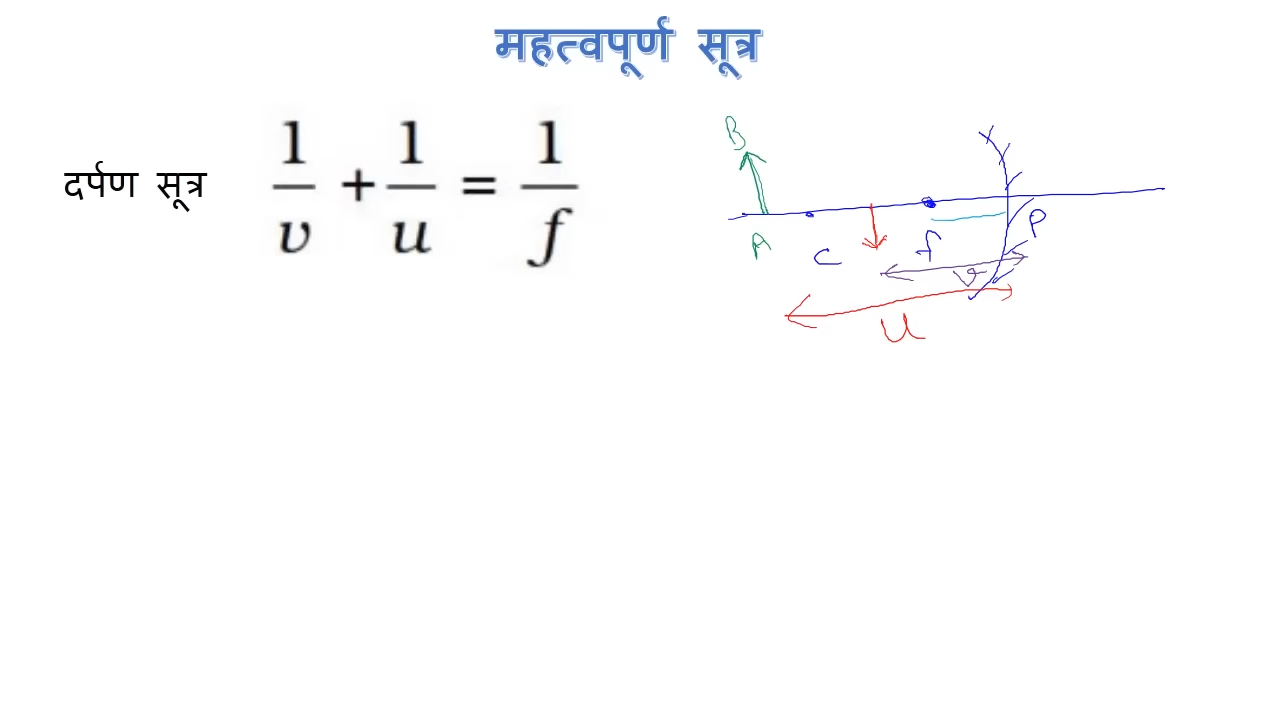 महत्वपूर्ण सूत्र
दर्पण सूत्र 1/v + 1/u = 1/f
B
A
C
f
P
v
u